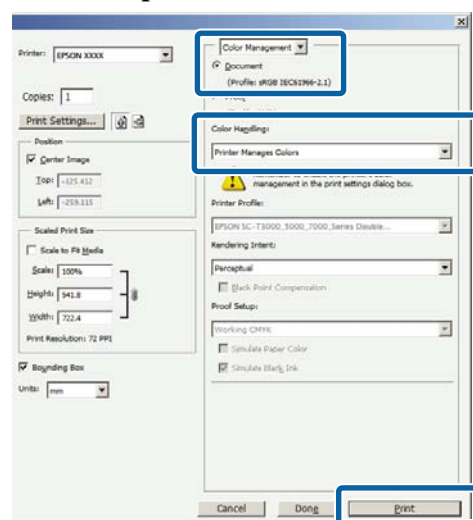 Printer: EPSON XXXX
Copies: 1
Print Settings...
Position
Center Image
Top: -125.412
Left: -259.115
Scaled Print Size
Scale to Fit Media
Scale: 100%
Height: 541.8
Width: 722.4
Print Resolution: 72 PPI
Bounding Box
Units: mm
Color Management
Document
(Profile: sRGB IEC61966-2.1)
Color Handling:
Printer Manages Colors
management in the print settings dialog box.
Printer Profile:
EPSON SC-T3000_5000_7000_Series Double...
Rendering Intent:
Perceptual
Black Point Compensation
Proof Setup:
Working CMYK
Simulate Paper Color
Simulate Black Ink
Cancel
Done
Print